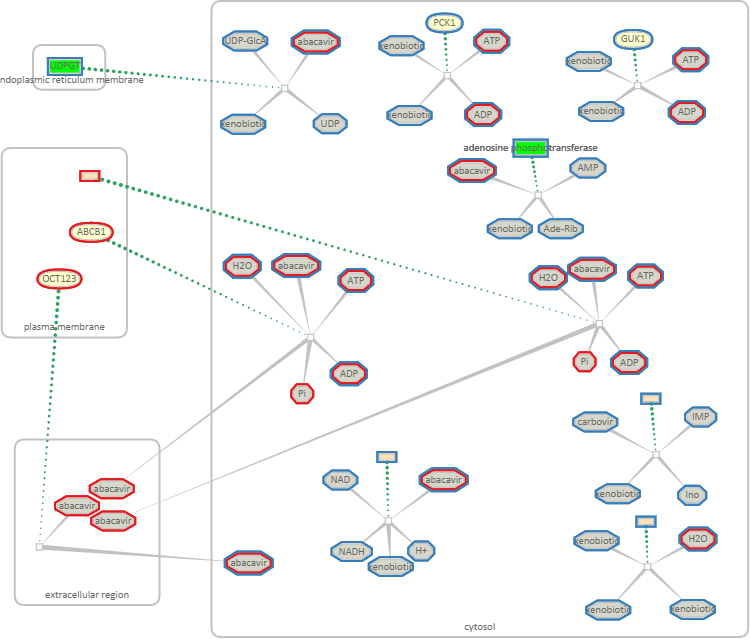 UDP-GlcA
abacavir
xenobiotic
UDP
PCK1
xenobiotic
ATP
xenobiotic
ADP
GUK1
xenobiotic
ATP
xenobiotic
ADP
UDPGT
ndoplasmic reticulum membrane
adenosine phosphotransferase
abacavir
AMP
xenobiotic
Ade-Rib
ABCB1
OCT123
plasma membrane
H2O
abacavir
ATP
ADP
Pi
H2O
abacavir
ATP
Pi
ADP
carbovir
IMP
xenobiotic
Ino
NAD
abacavir
NADH
H+
xenobiotic
xenobiotic
H2O
xenobiotic
xenobiotic
abacavir
abacavir
abacavir
abacavir
extracellular region
cytosol